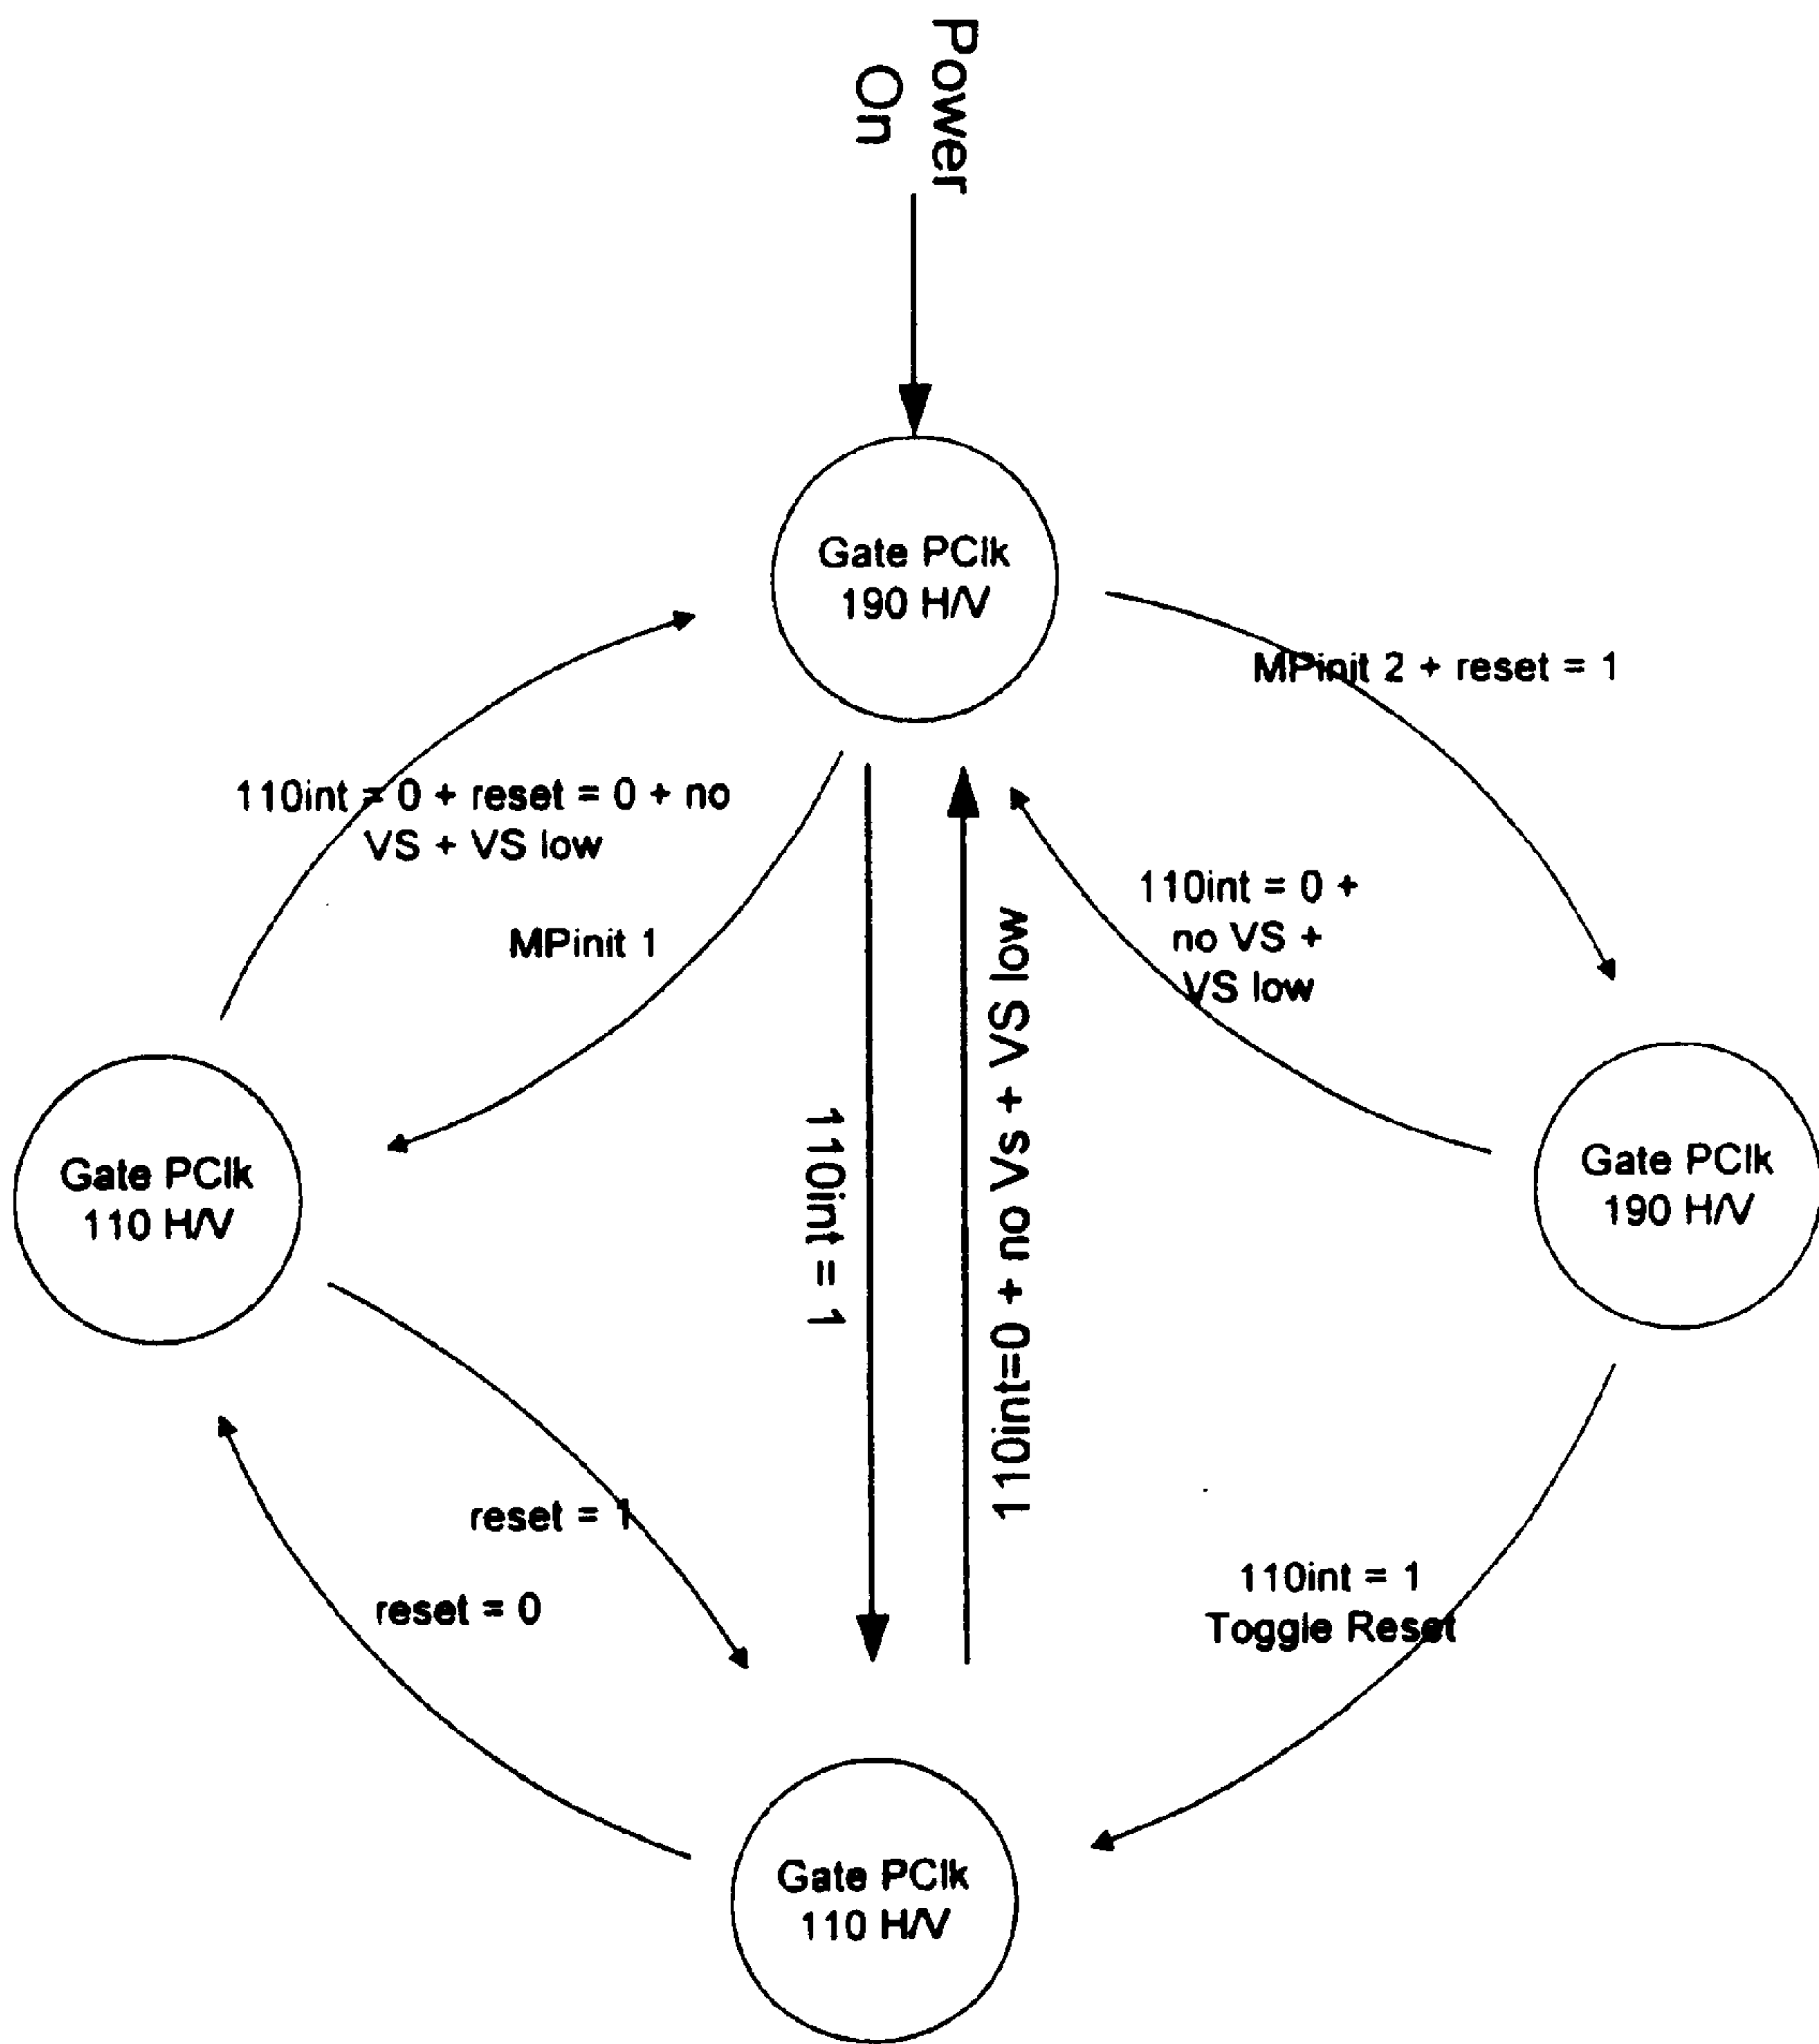 Power
On
Gate PClk
190 H/V
MPinit 2 + reset = 1
110int = 0 + reset = 0 + no
VS + VS low
MPinit 1
110int = 0 +
no VS +
VS low
110int = 1
110int=0 + no Vs + VS low
Gate PClk
110 H/V
Gate PClk
190 H/V
reset = 1
reset = 0
110int = 1
Toggle Reset
Gate PClk
110 H/V